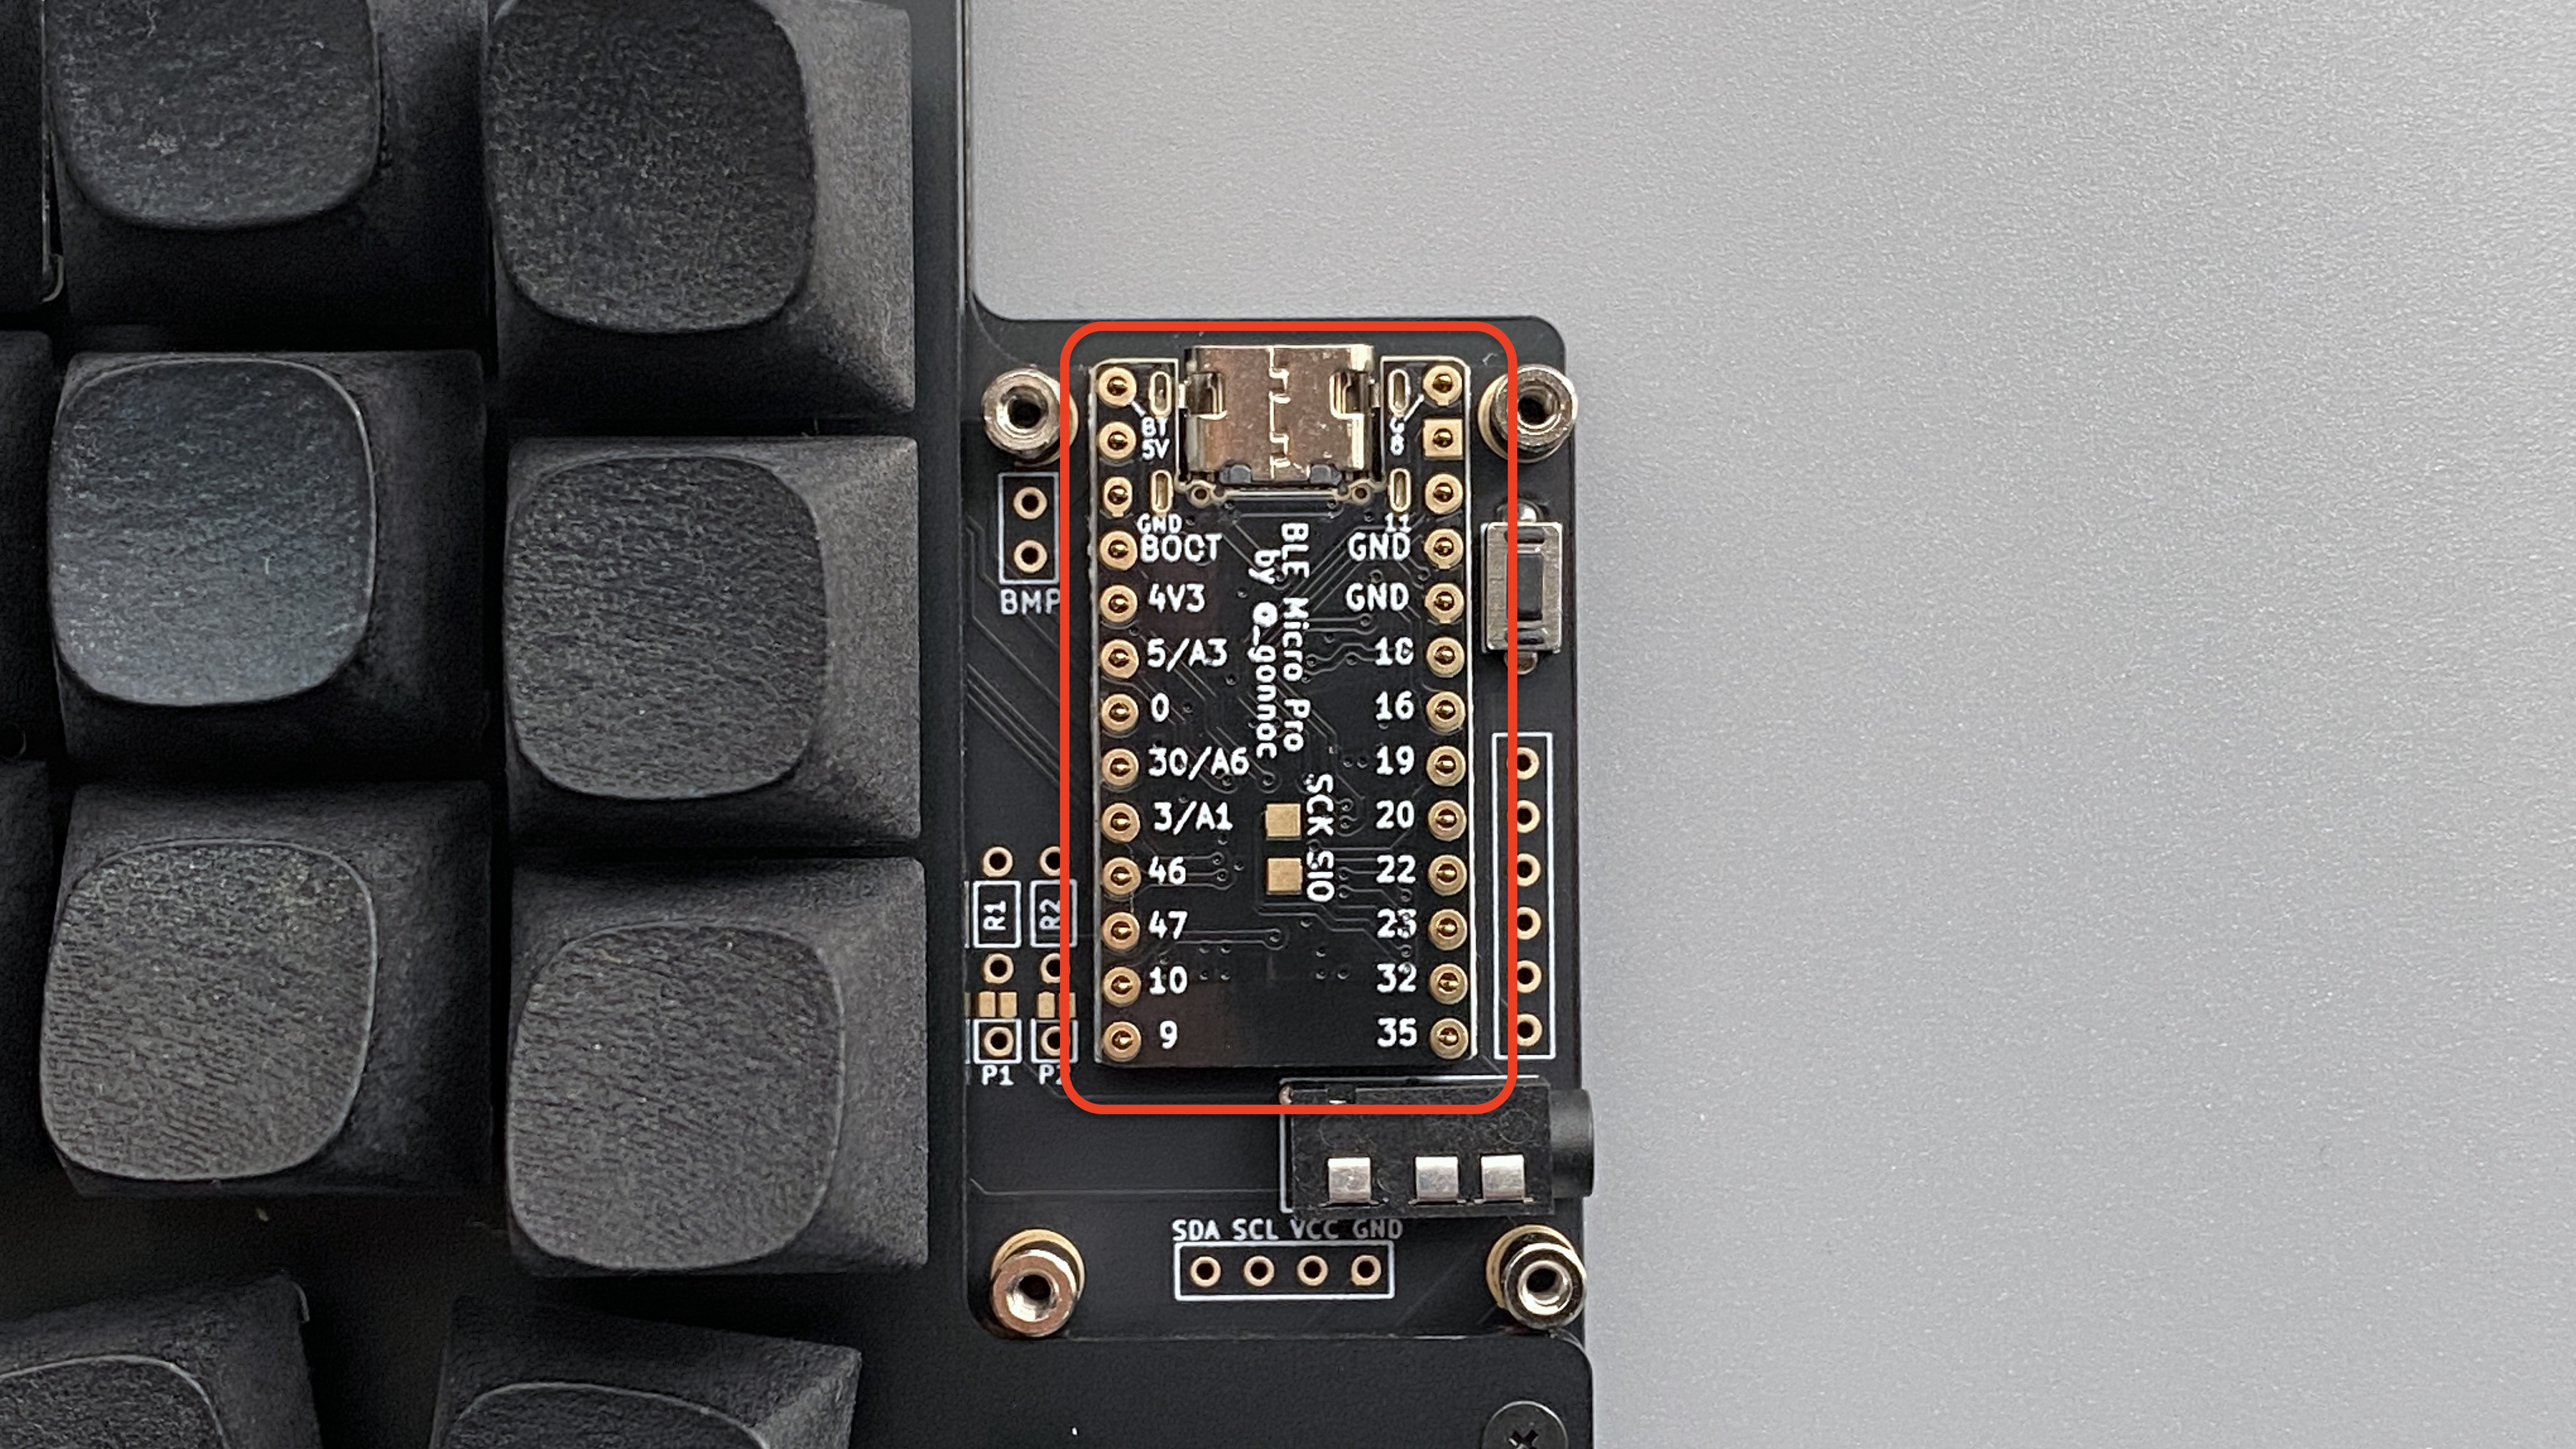 BT
5V
GND
BOOT
4V3
5/A3
0
30/A6
3/A1
46
47
10
9
BLE Micro Pro
by @_gonnoc
SCK SIO
8
11
GND
GND
18
16
19
20
22
23
32
35
BMP
R1
R2
P1
SDA SCL VCC GND